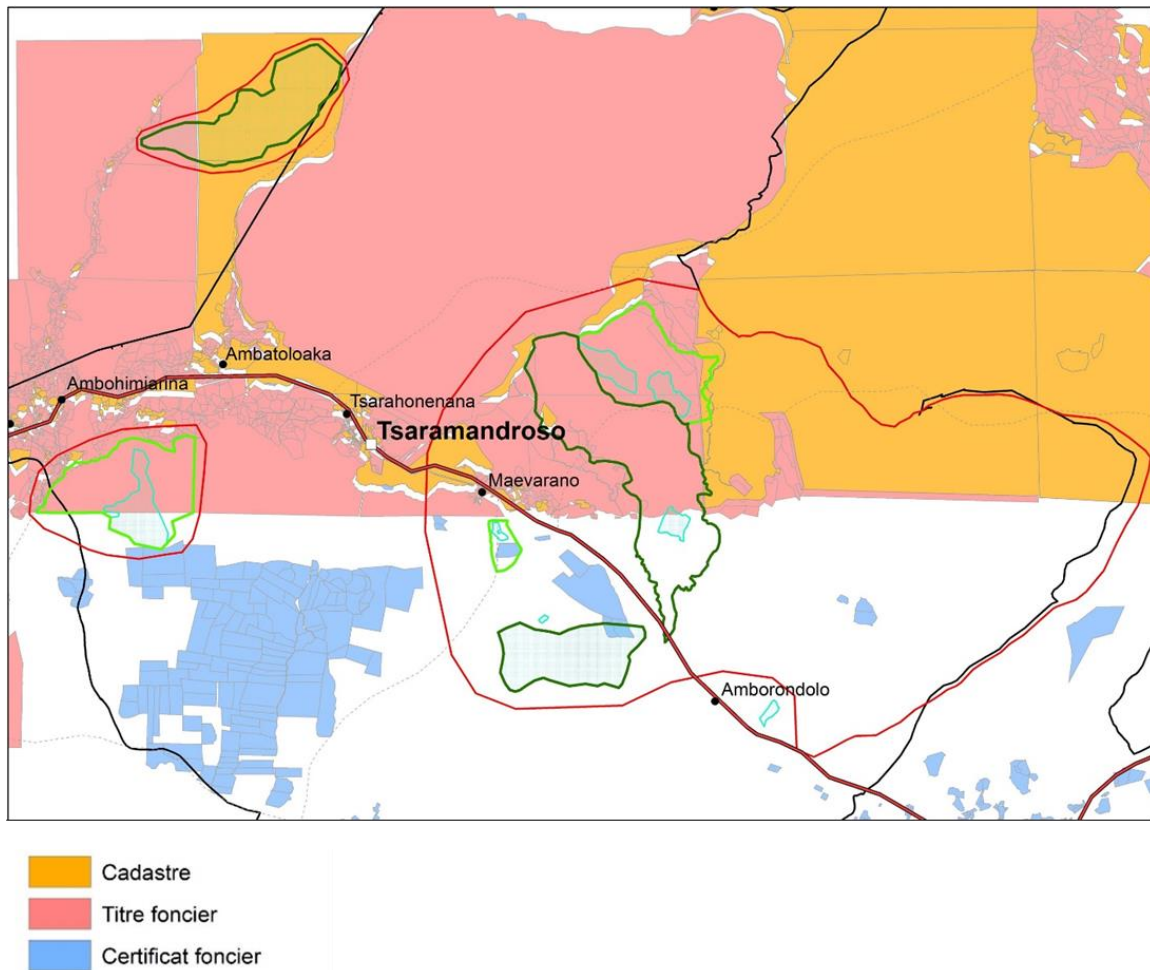 Ambatoloaka
Ambohimiarina
Tsarahonenana
Tsaramandroso
Maevarano
Amborondolo
Cadastre
Titre foncier
Certificat foncier